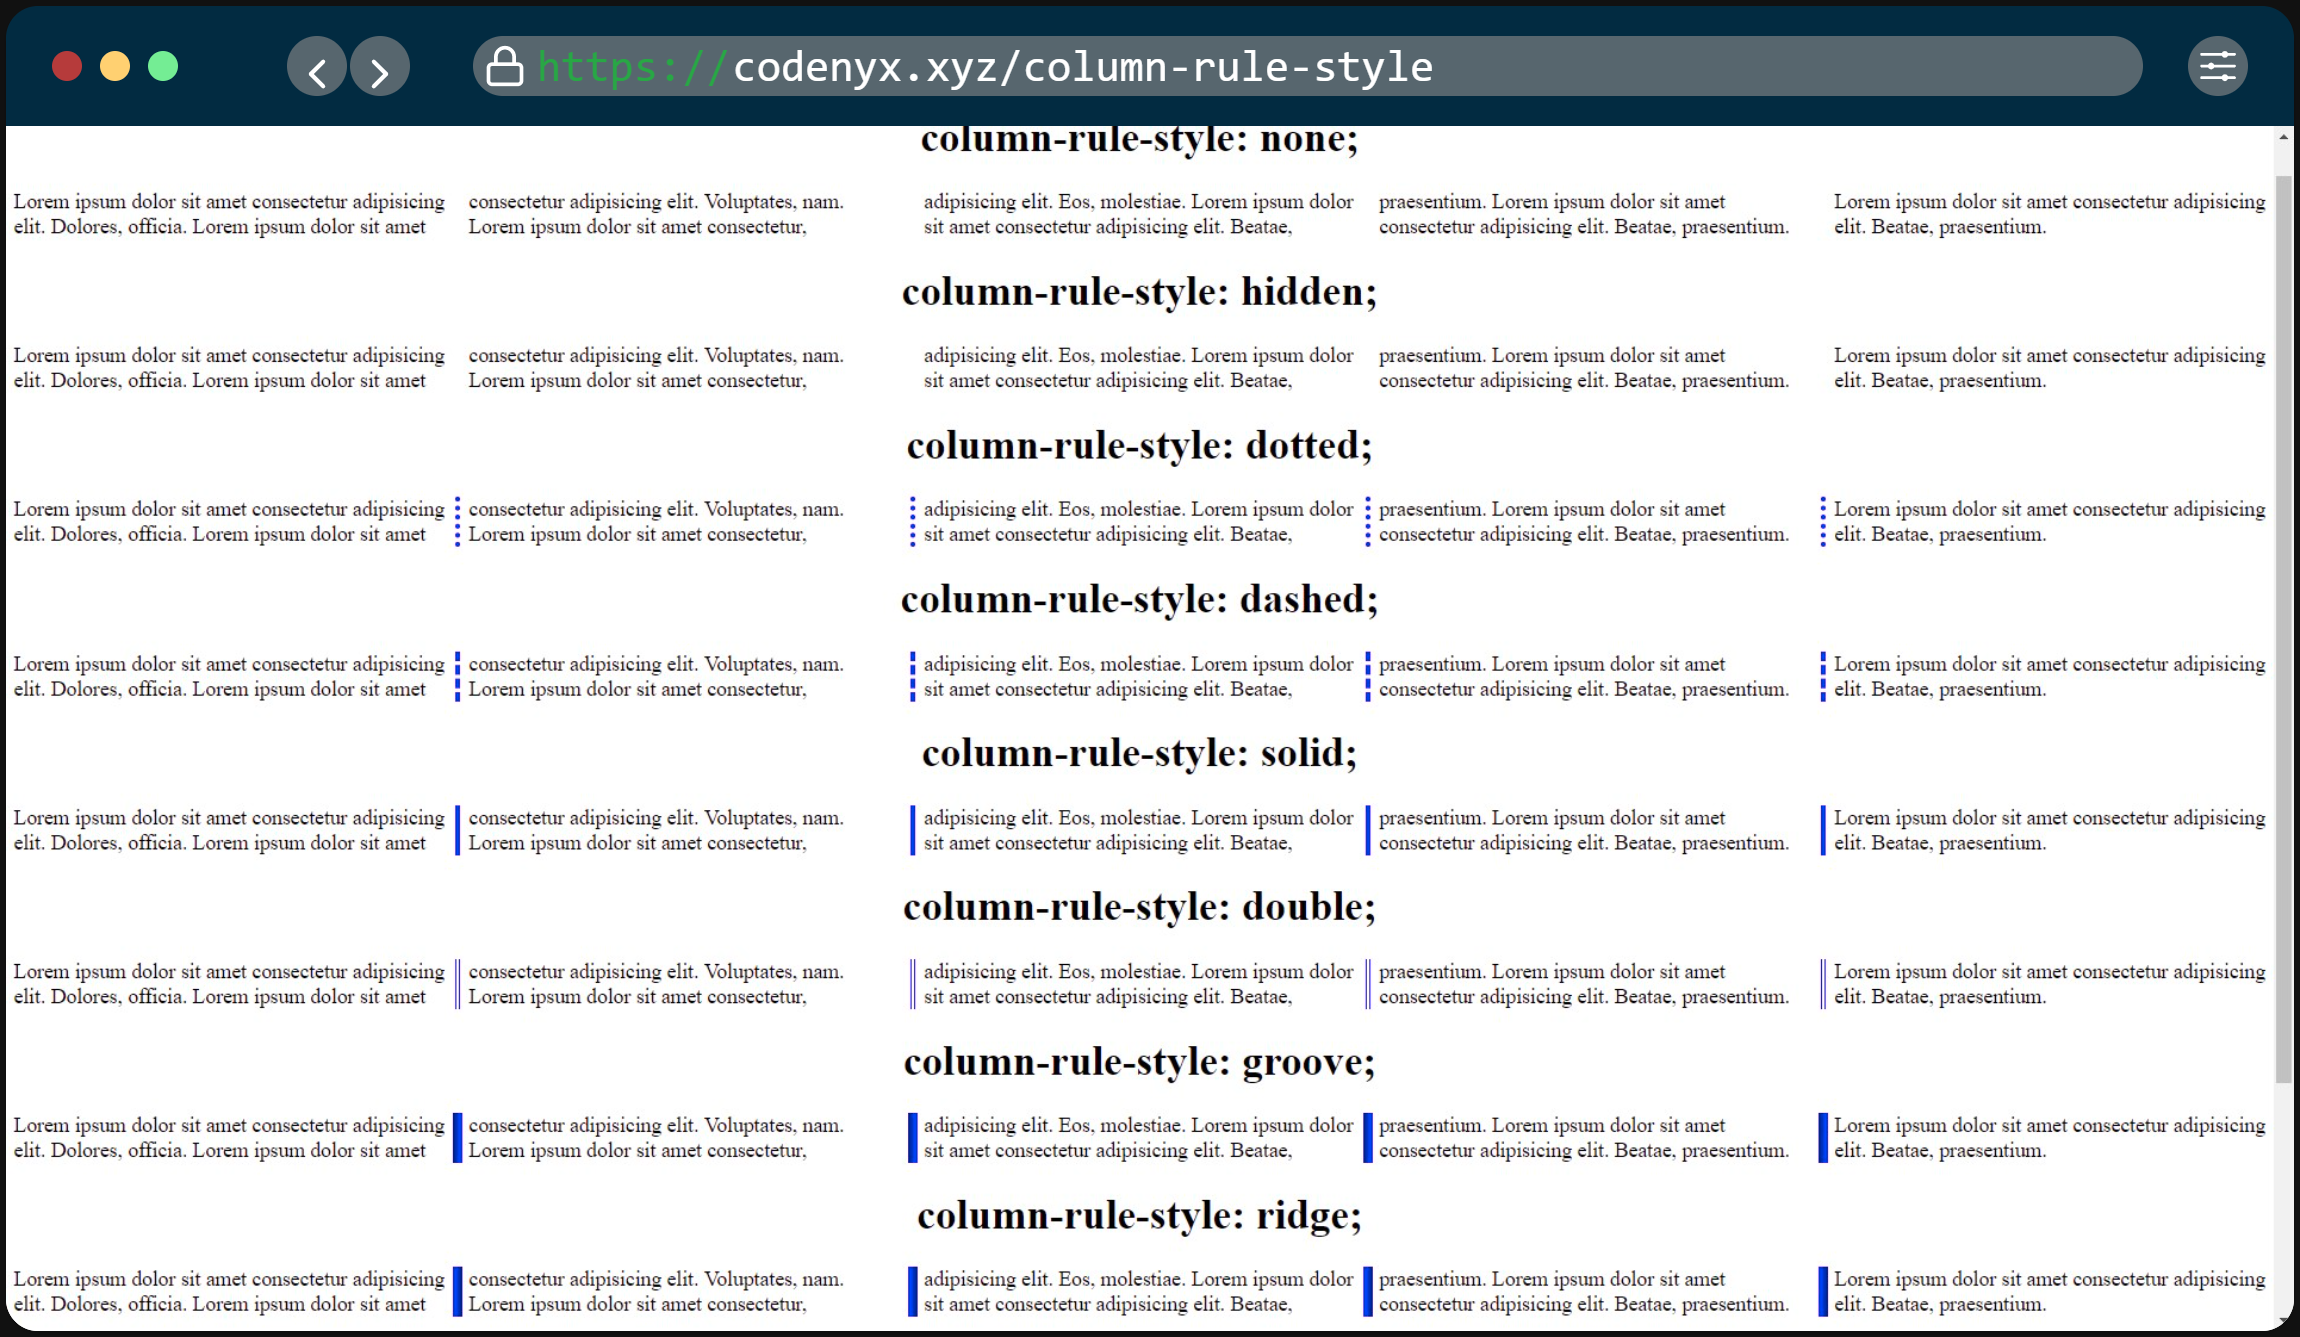 https://codenyx.xyz/column-rule-style
column-rule-style: none;
Lorem ipsum dolor sit amet consectetur adipisicing
elit. Dolores, officia. Lorem ipsum dolor sit amet
consectetur adipisicing elit. Voluptates, nam.
Lorem ipsum dolor sit amet consectetur,
adipisicing elit. Eos, molestiae. Lorem ipsum dolor
sit amet consectetur adipisicing elit. Beatae,
praesentium. Lorem ipsum dolor sit amet
consectetur adipisicing elit. Beatae, praesentium.
Lorem ipsum dolor sit amet consectetur adipisicing
elit. Beatae, praesentium.
column-rule-style: hidden;
Lorem ipsum dolor sit amet consectetur adipisicing
elit. Dolores, officia. Lorem ipsum dolor sit amet
consectetur adipisicing elit. Voluptates, nam.
Lorem ipsum dolor sit amet consectetur,
adipisicing elit. Eos, molestiae. Lorem ipsum dolor
sit amet consectetur adipisicing elit. Beatae,
praesentium. Lorem ipsum dolor sit amet
consectetur adipisicing elit. Beatae, praesentium.
Lorem ipsum dolor sit amet consectetur adipisicing
elit. Beatae, praesentium.
column-rule-style: dotted;
Lorem ipsum dolor sit amet consectetur adipisicing
elit. Dolores, officia. Lorem ipsum dolor sit amet
consectetur adipisicing elit. Voluptates, nam.
Lorem ipsum dolor sit amet consectetur,
adipisicing elit. Eos, molestiae. Lorem ipsum dolor
sit amet consectetur adipisicing elit. Beatae,
praesentium. Lorem ipsum dolor sit amet
consectetur adipisicing elit. Beatae, praesentium.
Lorem ipsum dolor sit amet consectetur adipisicing
elit. Beatae, praesentium.
column-rule-style: dashed;
Lorem ipsum dolor sit amet consectetur adipisicing
elit. Dolores, officia. Lorem ipsum dolor sit amet
consectetur adipisicing elit. Voluptates, nam.
Lorem ipsum dolor sit amet consectetur,
adipisicing elit. Eos, molestiae. Lorem ipsum dolor
sit amet consectetur adipisicing elit. Beatae,
praesentium. Lorem ipsum dolor sit amet
consectetur adipisicing elit. Beatae, praesentium.
Lorem ipsum dolor sit amet consectetur adipisicing
elit. Beatae, praesentium.
column-rule-style: solid;
Lorem ipsum dolor sit amet consectetur adipisicing
elit. Dolores, officia. Lorem ipsum dolor sit amet
consectetur adipisicing elit. Voluptates, nam.
Lorem ipsum dolor sit amet consectetur,
adipisicing elit. Eos, molestiae. Lorem ipsum dolor
sit amet consectetur adipisicing elit. Beatae,
praesentium. Lorem ipsum dolor sit amet
consectetur adipisicing elit. Beatae, praesentium.
Lorem ipsum dolor sit amet consectetur adipisicing
elit. Beatae, praesentium.
column-rule-style: double;
Lorem ipsum dolor sit amet consectetur adipisicing
elit. Dolores, officia. Lorem ipsum dolor sit amet
consectetur adipisicing elit. Voluptates, nam.
Lorem ipsum dolor sit amet consectetur,
adipisicing elit. Eos, molestiae. Lorem ipsum dolor
sit amet consectetur adipisicing elit. Beatae,
praesentium. Lorem ipsum dolor sit amet
consectetur adipisicing elit. Beatae, praesentium.
Lorem ipsum dolor sit amet consectetur adipisicing
elit. Beatae, praesentium.
column-rule-style: groove;
Lorem ipsum dolor sit amet consectetur adipisicing
elit. Dolores, officia. Lorem ipsum dolor sit amet
consectetur adipisicing elit. Voluptates, nam.
Lorem ipsum dolor sit amet consectetur,
adipisicing elit. Eos, molestiae. Lorem ipsum dolor
sit amet consectetur adipisicing elit. Beatae,
praesentium. Lorem ipsum dolor sit amet
consectetur adipisicing elit. Beatae, praesentium.
Lorem ipsum dolor sit amet consectetur adipisicing
elit. Beatae, praesentium.
column-rule-style: ridge;
Lorem ipsum dolor sit amet consectetur adipisicing
elit. Dolores, officia. Lorem ipsum dolor sit amet
consectetur adipisicing elit. Voluptates, nam.
Lorem ipsum dolor sit amet consectetur,
adipisicing elit. Eos, molestiae. Lorem ipsum dolor
sit amet consectetur adipisicing elit. Beatae,
praesentium. Lorem ipsum dolor sit amet
consectetur adipisicing elit. Beatae, praesentium.
Lorem ipsum dolor sit amet consectetur adipisicing
elit. Beatae, praesentium.